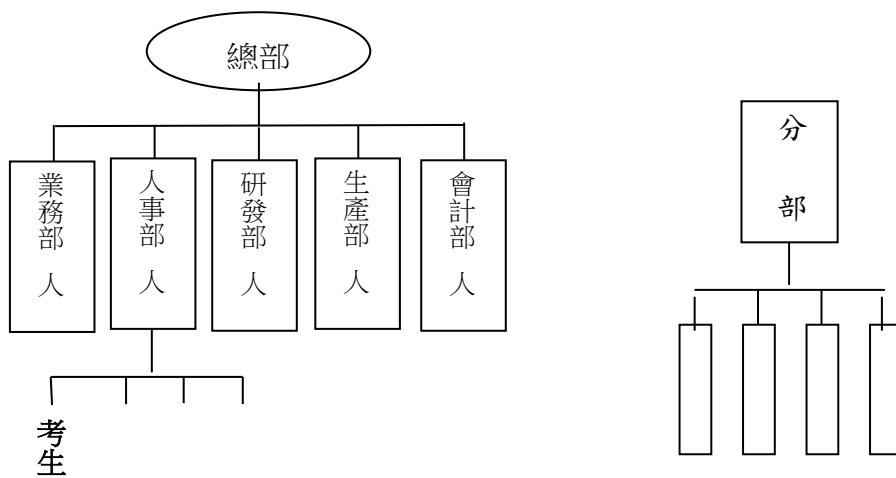 總部
業務部 人
人事部 人
研發部 人
生產部 人
會計部 人
考生
分 部